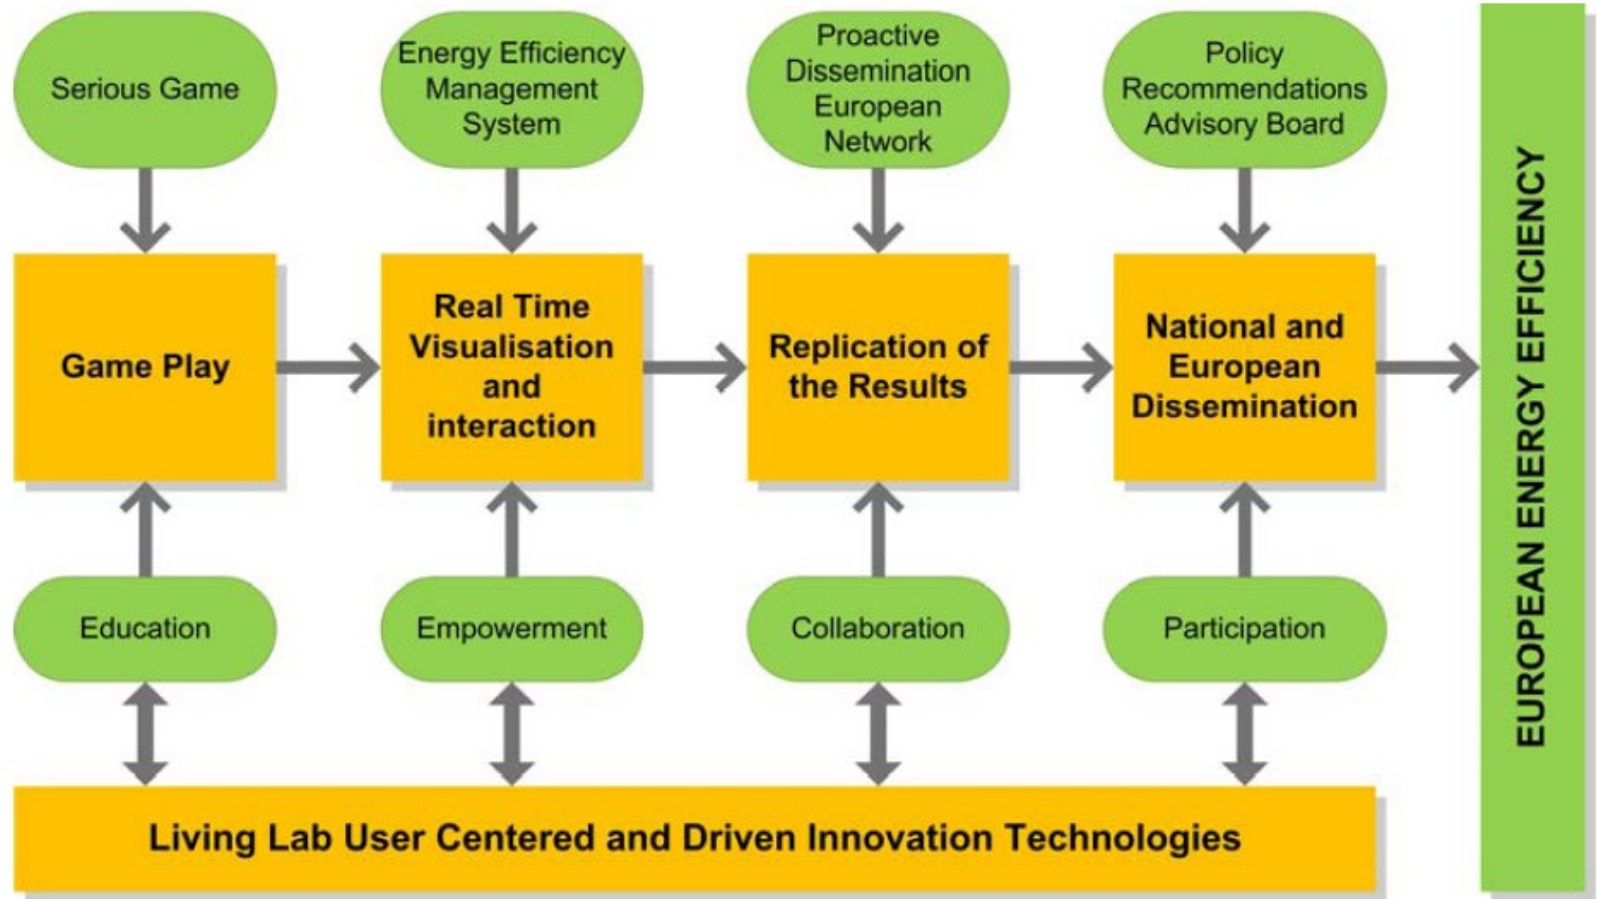 Serious Game
Energy Efficiency
Management
System
Proactive
Dissemination
European
Network
Policy
Recommendations
Advisory Board
Game Play
Real Time
Visualisation
and
interaction
Replication of
the Results
National and
European
Dissemination
EUROPEAN ENERGY EFFICIENCY
Education
Empowerment
Collaboration
Participation
Living Lab User Centered and Driven Innovation Technologies